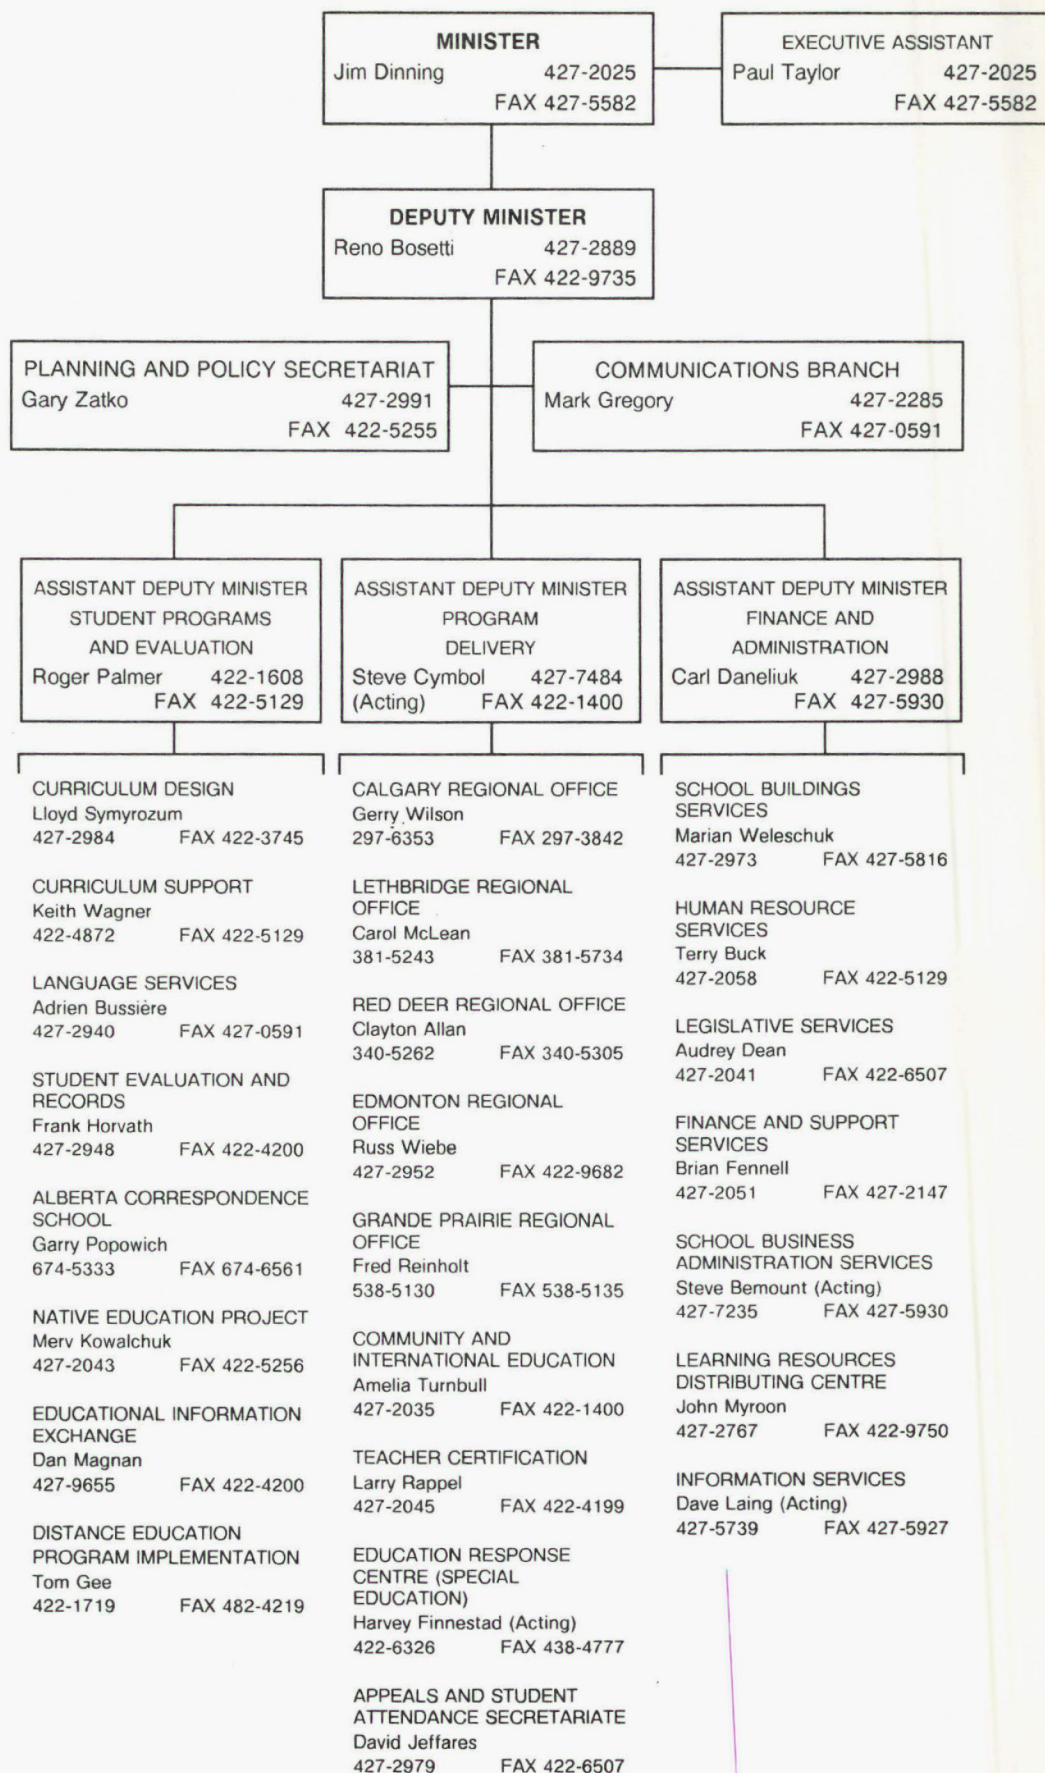 MINISTER
Jim Dinning 427-2025
FAX 427-5582
EXECUTIVE ASSISTANT
Paul Taylor 427-2025
FAX 427-5582
DEPUTY MINISTER
Reno Bosetti 427-2889
FAX 422-9735
PLANNING AND POLICY SECRETARIAT
Gary Zatko 427-2991
FAX 422-5255
COMMUNICATIONS BRANCH
Mark Gregory 427-2285
FAX 427-0591
ASSISTANT DEPUTY MINISTER
STUDENT PROGRAMS
AND EVALUATION
Roger Palmer 422-1608
FAX 422-5129
ASSISTANT DEPUTY MINISTER
PROGRAM
DELIVERY
Steve Cymbol 427-7484
(Acting) FAX 422-1400
ASSISTANT DEPUTY MINISTER
FINANCE AND
ADMINISTRATION
Carl Daneliuk 427-2988
FAX 427-5930
CURRICULUM DESIGN
Lloyd Symyrozum
427-2984 FAX 422-3745
CURRICULUM SUPPORT
Keith Wagner
422-4872 FAX 422-5129
LANGUAGE SERVICES
Adrien Bussière
427-2940 FAX 427-0591
STUDENT EVALUATION AND
RECORDS
Frank Horvath
427-2948 FAX 422-4200
ALBERTA CORRESPONDENCE
SCHOOL
Garry Popowich
674-5333 FAX 674-6561
NATIVE EDUCATION PROJECT
Merv Kowalchuk
427-2043 FAX 422-5256
EDUCATIONAL INFORMATION
EXCHANGE
Dan Magnan
427-9655 FAX 422-4200
DISTANCE EDUCATION
PROGRAM IMPLEMENTATION
Tom Gee
422-1719 FAX 482-4219
CALGARY REGIONAL OFFICE
Gerry Wilson
297-6353 FAX 297-3842
LETHBRIDGE REGIONAL
OFFICE
Carol McLean
381-5243 FAX 381-5734
RED DEER REGIONAL OFFICE
Clayton Allan
340-5262 FAX 340-5305
EDMONTON REGIONAL
OFFICE
Russ Wiebe
427-2952 FAX 422-9682
GRANDE PRAIRIE REGIONAL
OFFICE
Fred Reinholt
538-5130 FAX 538-5135
COMMUNITY AND
INTERNATIONAL EDUCATION
Amelia Turnbull
427-2035 FAX 422-1400
TEACHER CERTIFICATION
Larry Rappel
427-2045 FAX 422-4199
EDUCATION RESPONSE
CENTRE (SPECIAL
EDUCATION)
Harvey Finnestad (Acting)
422-6326 FAX 438-4777
APPEALS AND STUDENT
ATTENDANCE SECRETARIATE
David Jeffares
427-2979 FAX 422-6507
SCHOOL BUILDINGS
SERVICES
Marian Weleschuk
427-2973 FAX 427-5816
HUMAN RESOURCE
SERVICES
Terry Buck
427-2058 FAX 422-5129
LEGISLATIVE SERVICES
Audrey Dean
427-2041 FAX 422-6507
FINANCE AND SUPPORT
SERVICES
Brian Fennell
427-2051 FAX 427-2147
SCHOOL BUSINESS
ADMINISTRATION SERVICES
Steve Bemount (Acting)
427-7235 FAX 427-5930
LEARNING RESOURCES
DISTRIBUTING CENTRE
John Myroon
427-2767 FAX 422-9750
INFORMATION SERVICES
Dave Laing (Acting)
427-5739 FAX 427-5927